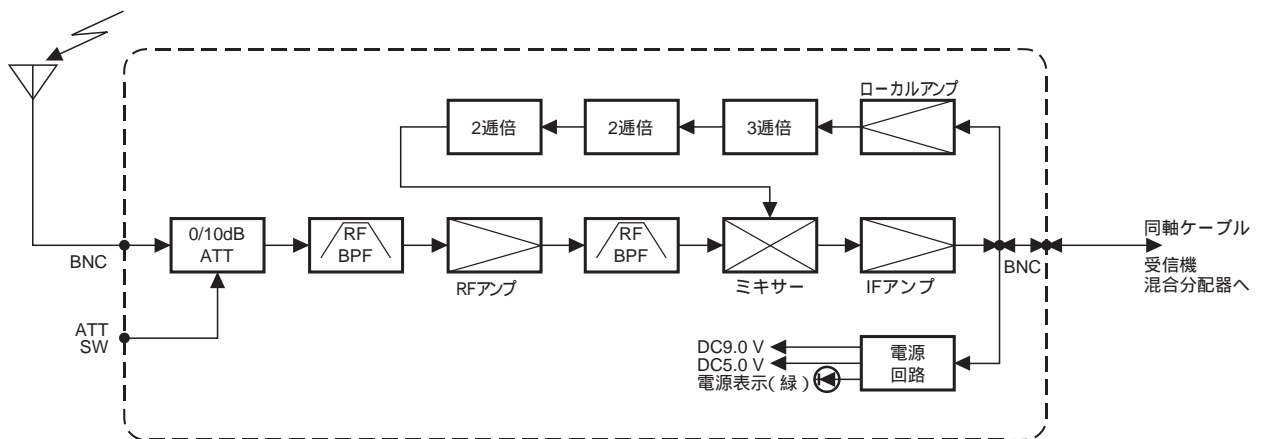 ローカルアンプ
2逓倍
2逓倍
3逓倍
0/10dB
ATT
RF
BPF
RF
BPF
BNC
RFアンプ
ミキサー
IFアンプ
BNC
同軸ケーブル
受信機
混合分配器へ
ATT
SW
DC9.0 V
DC5.0 V
電源表示(緑)
電源
回路